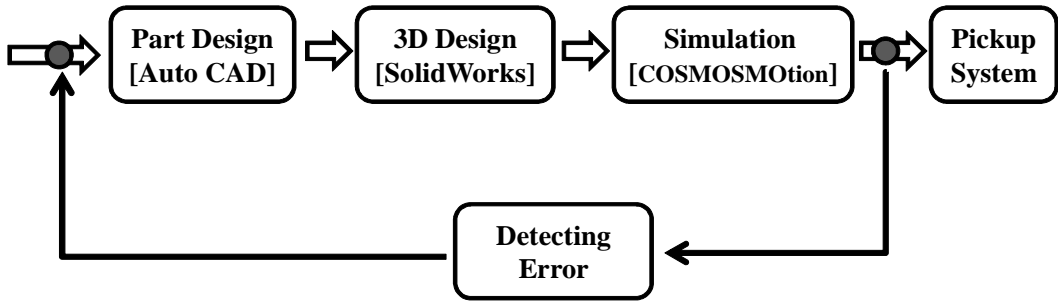 Part Design
[Auto CAD]
3D Design
[SolidWorks]
Simulation
[COSMOSMOtion]
Pickup
System
Detecting
Error